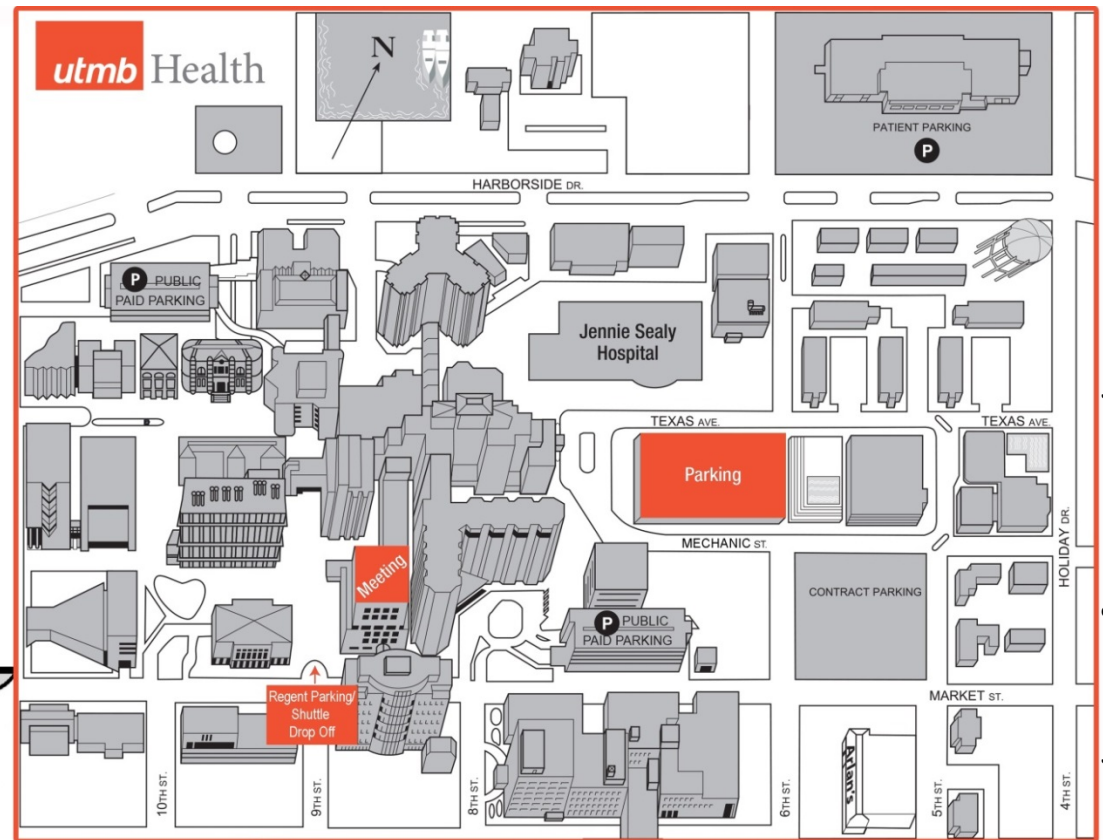 utmb Health
N
PATIENT PARKING
P
HARBORSIDE DR.
P PUBLIC
PAID PARKING
Jennie Sealy
Hospital
TEXAS AVE.
TEXAS AVE.
Parking
MECHANIC ST.
HOLIDAY DR.
Meeting
CONTRACT PARKING
P PUBLIC
PAID PARKING
Regent Parking/
Shuttle
Drop Off
MARKET ST.
Arlan's
10TH ST.
9TH ST.
8TH ST.
6TH ST.
5TH ST.
4TH ST.